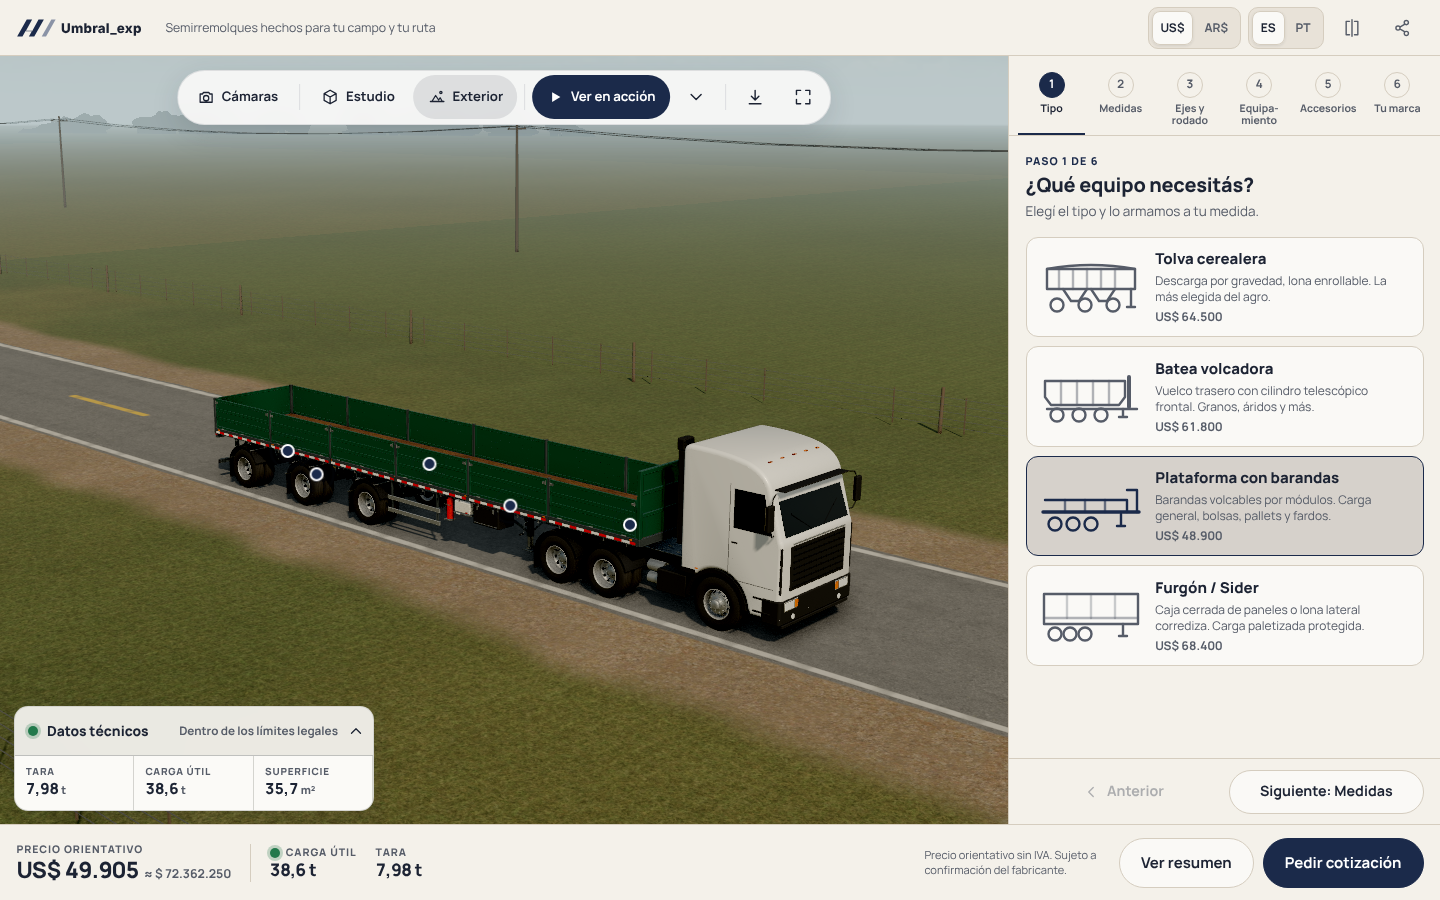 Umbral_exp
Semirremolques hechos para tu campo y tu ruta
US$ AR$
ES PT
Cámaras
Estudio
Exterior
Ver en acción
1 2 3 4 5 6
Tipo
Medidas
Ejes y
rodado
Equipa-
miento
Accesorios
Tu marca
PASO 1 DE 6
¿Qué equipo necesitás?
Elegí el tipo y lo armamos a tu medida.
Tolva cerealera
Descarga por gravedad, lona enrollable. La
más elegida del agro.
US$ 64.500
Batea volcadora
Vuelco trasero con cilindro telescópico
frontal. Granos, áridos y más.
US$ 61.800
Plataforma con barandas
Barandas volcables por módulos. Carga
general, bolsas, pallets y fardos.
US$ 48.900
Furgón / Sider
Caja cerrada de paneles o lona lateral
corrediza. Carga paletizada protegida.
US$ 68.400
Anterior
Siguiente: Medidas
Datos técnicos
Dentro de los límites legales
TARA
7,98 t
CARGA ÚTIL
38,6 t
SUPERFICIE
35,7 m²
PRECIO ORIENTATIVO
US$ 49.905 ≈ $ 72.362.250
CARGA ÚTIL
38,6 t
TARA
7,98 t
Precio orientativo sin IVA. Sujeto a
confirmación del fabricante.
Ver resumen
Pedir cotización